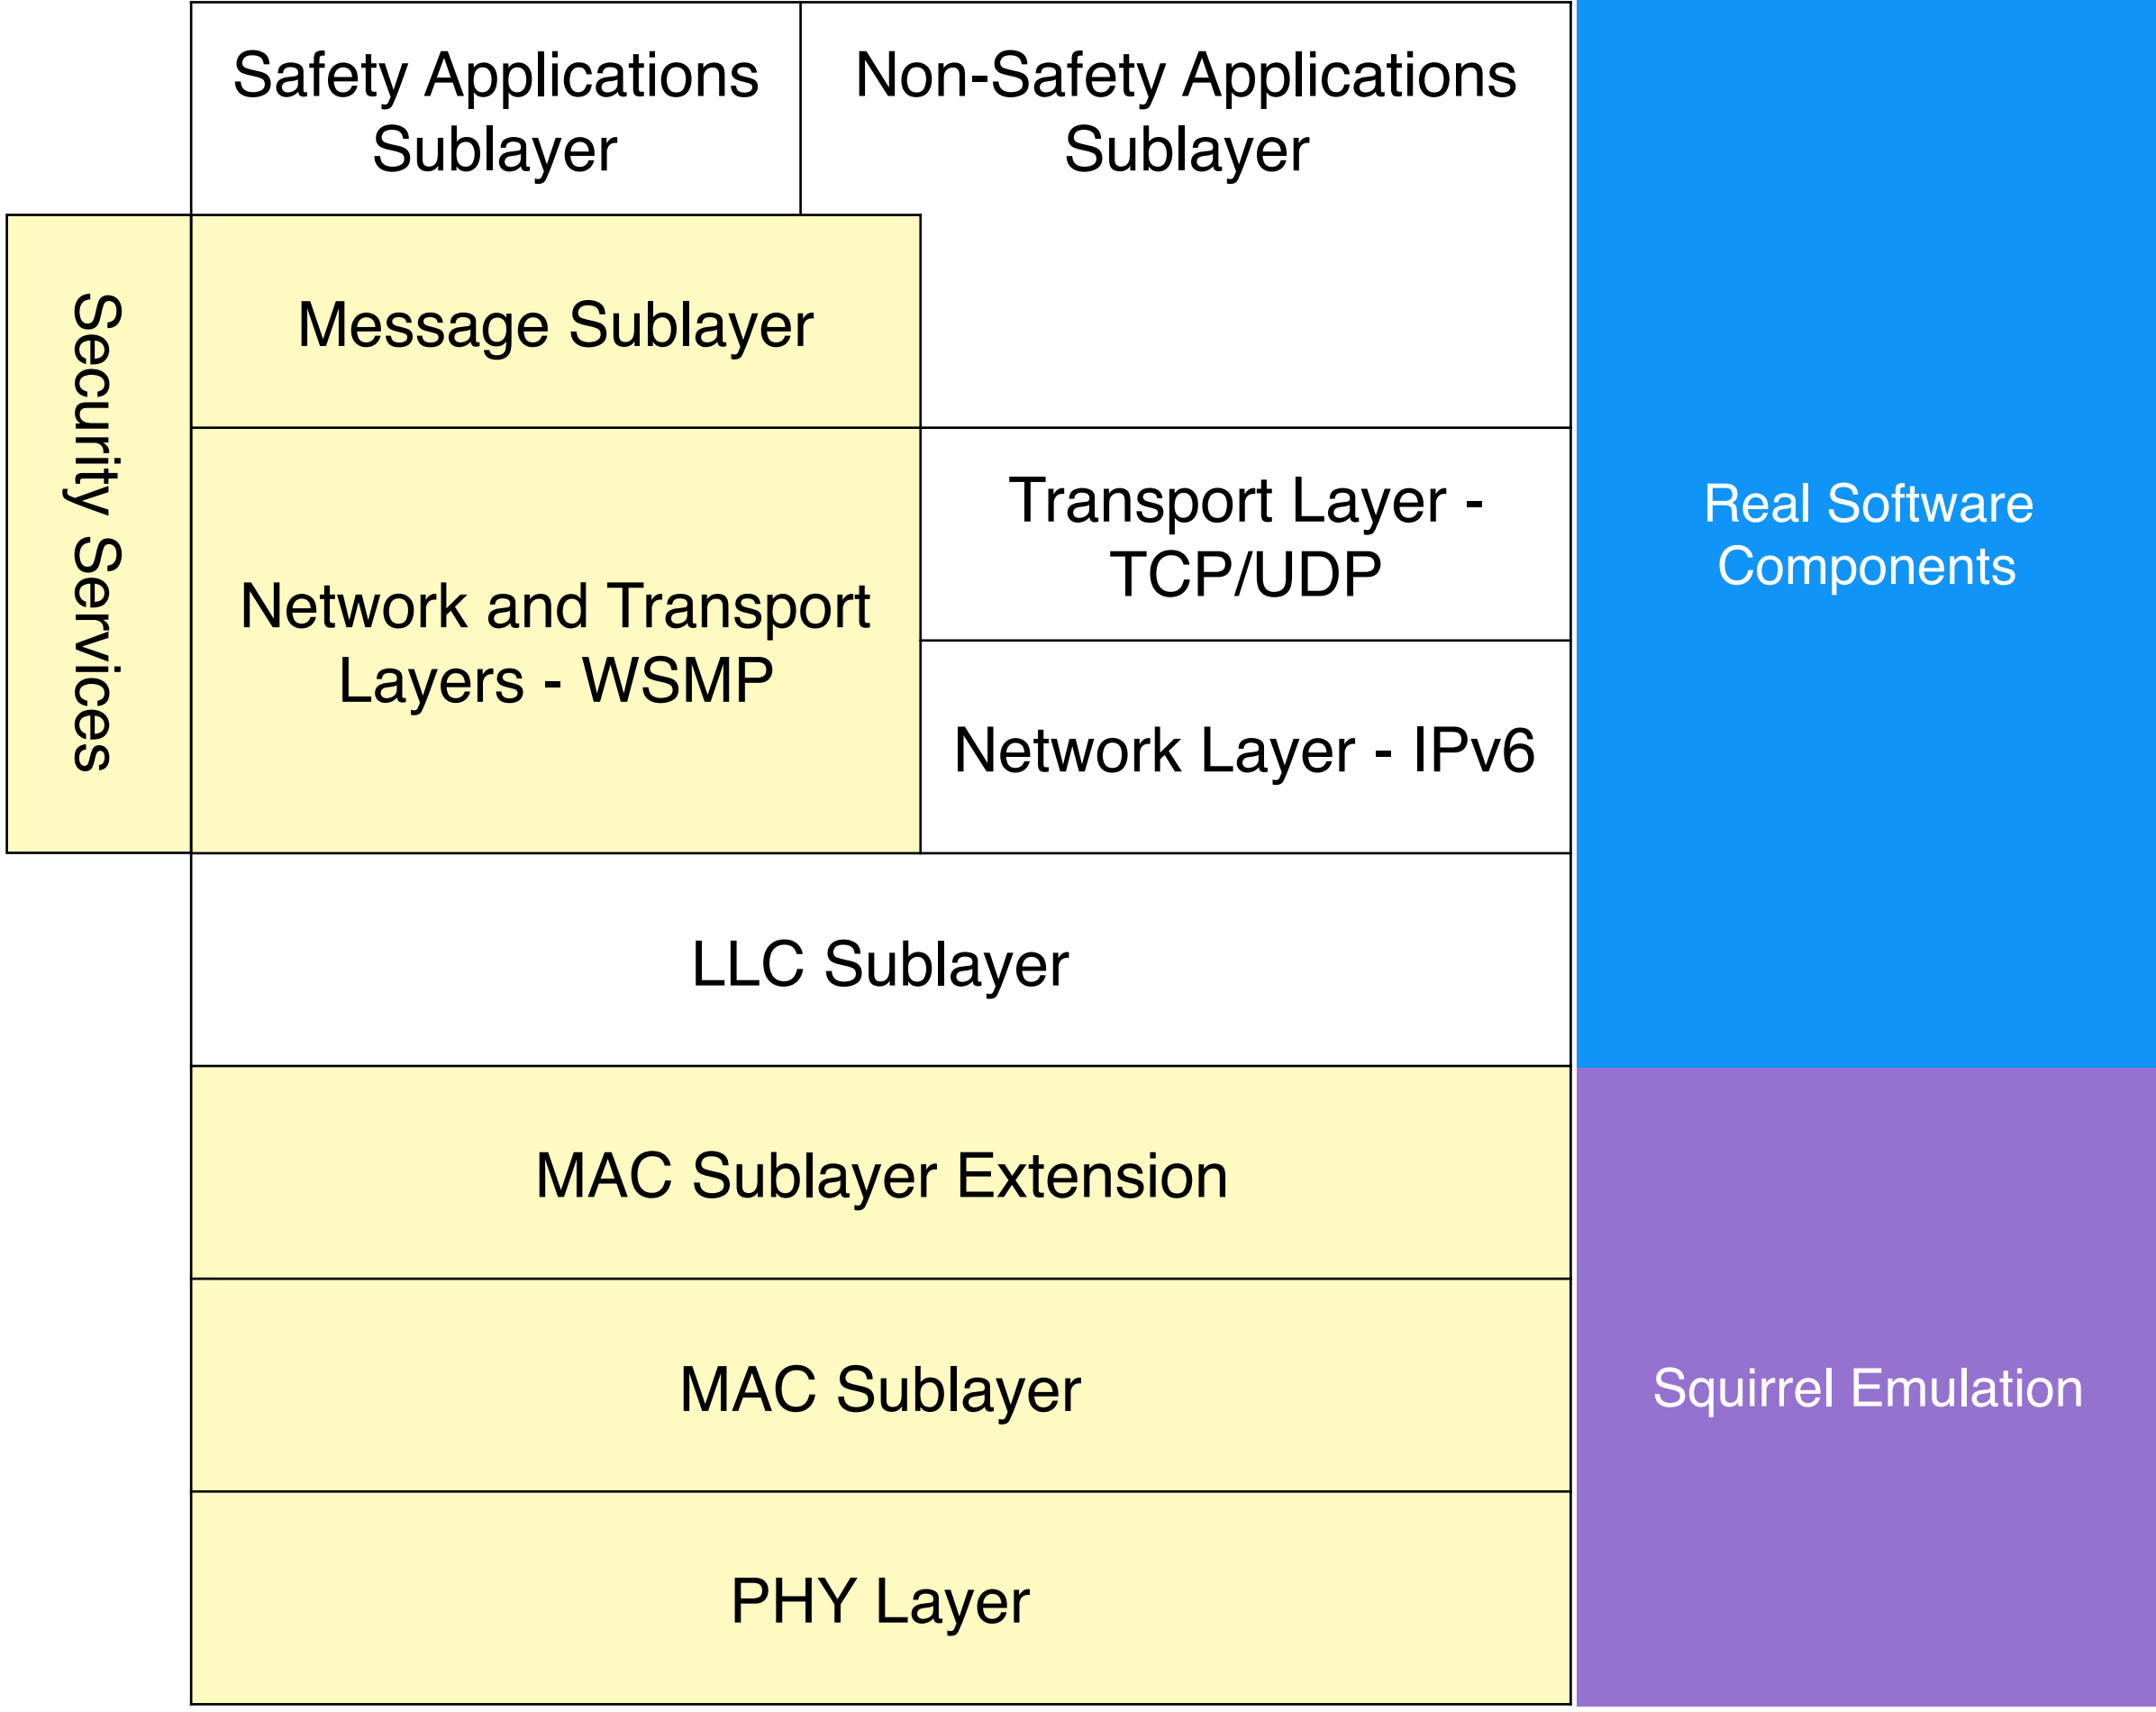 Safety Applications
Sublayer
Non-Safety Applications
Sublayer
Security Services
Message Sublayer
Network and Transport
Layers - WSMP
Transport Layer -
TCP/UDP
Network Layer - IPv6
Real Software
Components
LLC Sublayer
MAC Sublayer Extension
MAC Sublayer
Squirrel Emulation
PHY Layer